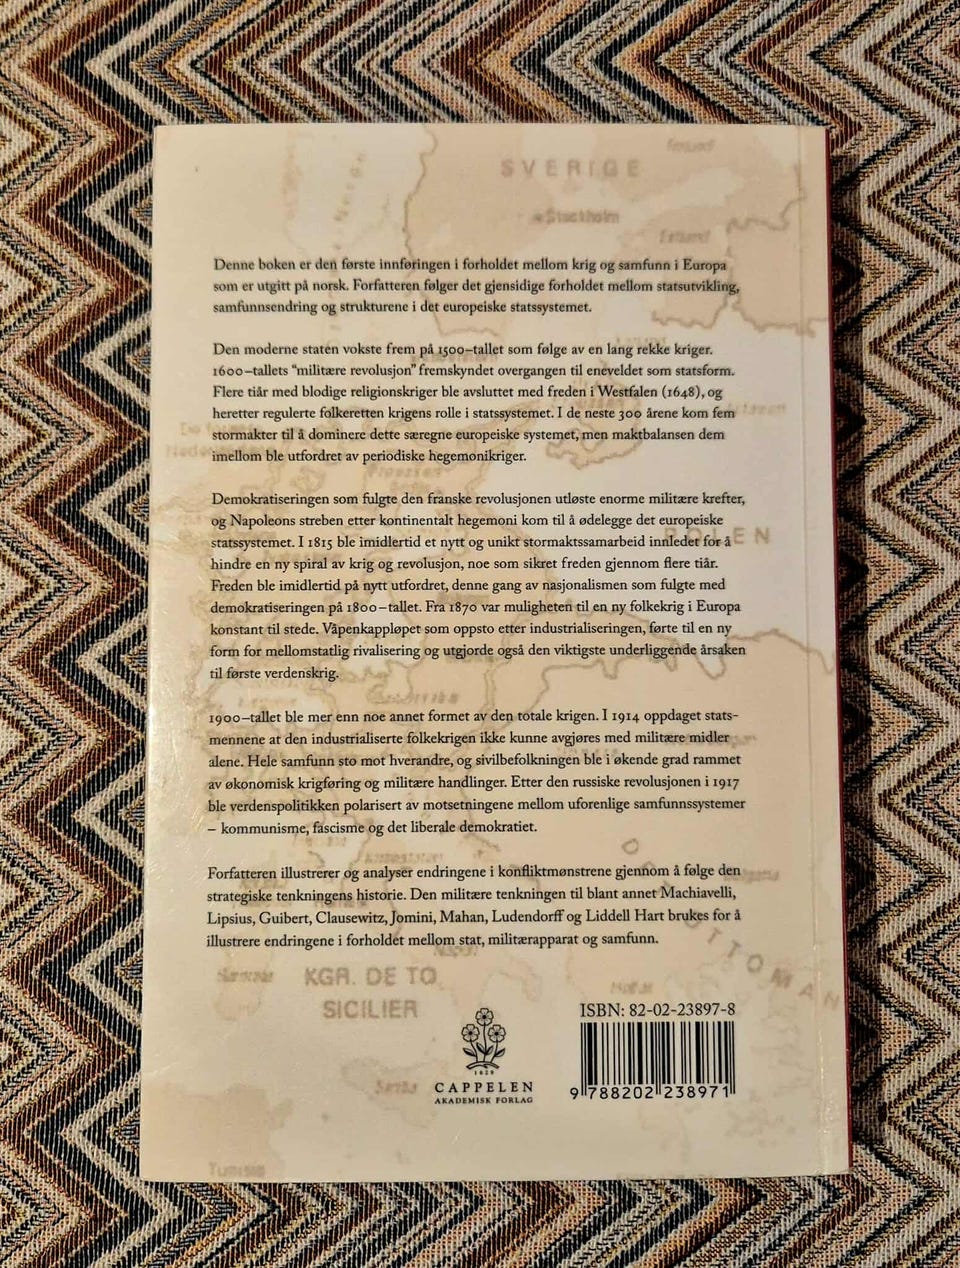 SVERIGE
Stockholm
Denne boken er den første innføringen i forholdet mellom krig og samfunn i Europa
som er utgitt på norsk. Forfatteren følger det gjensidige forholdet mellom statsutvikling,
samfunnsendring og strukturene i det europeiske statssystemet.
Den moderne staten vokste frem på 1500–tallet som følge av en lang rekke kriger.
1600–tallets “militære revolusjon” fremskyndet overgangen til eneveldet som statsform.
Flere tiår med blodige religionskriger ble avsluttet med freden i Westfalen (1648), og
heretter regulerte folkeretten krigens rolle i statssystemet. I de neste 300 årene kom fem
stormakter til å dominere dette særegne europeiske systemet, men maktbalansen dem
imellom ble utfordret av periodiske hegemonikriger.
Demokratiseringen som fulgte den franske revolusjonen utløste enorme militære krefter,
og Napoleons streben etter kontinentalt hegemoni kom til å ødelegge det europeiske
statssystemet. I 1815 ble imidlertid et nytt og unikt stormaktssamarbeid innledet for å
hindre en ny spiral av krig og revolusjon, noe som sikret freden gjennom flere tiår.
Freden ble imidlertid på nytt utfordret, denne gang av nasjonalismen som fulgte med
demokratiseringen på 1800–tallet. Fra 1870 var muligheten til en ny folkekrig i Europa
konstant til stede. Våpenkappløpet som oppsto etter industrialiseringen, førte til en ny
form for mellomstatlig rivalisering og utgjorde også den viktigste underliggende årsaken
til første verdenskrig.
1900–tallet ble mer enn noe annet formet av den totale krigen. I 1914 oppdaget stats-
mennene at den industrialiserte folkekrigen ikke kunne avgjøres med militære midler
alene. Hele samfunn sto mot hverandre, og sivilbefolkningen ble i økende grad rammet
av økonomisk krigføring og militære handlinger. Etter den russiske revolusjonen i 1917
ble verdenspolitikken polarisert av motsetningene mellom uforenlige samfunnssystemer
– kommunisme, fascisme og det liberale demokratiet.
Forfatteren illustrerer og analyser endringene i konfliktmønstrene gjennom å følge den
strategiske tenkningens historie. Den militære tenkningen til blant annet Machiavelli,
Lipsius, Guibert, Clausewitz, Jomini, Mahan, Ludendorff og Liddell Hart brukes for å
illustrere endringene i forholdet mellom stat, militærapparat og samfunn.
OTTOMAN
KGR. DE TO
SICILIER
ISBN: 82-02-23897-8
1829
CAPPELEN
AKADEMISK FORLAG
9 788202 238971